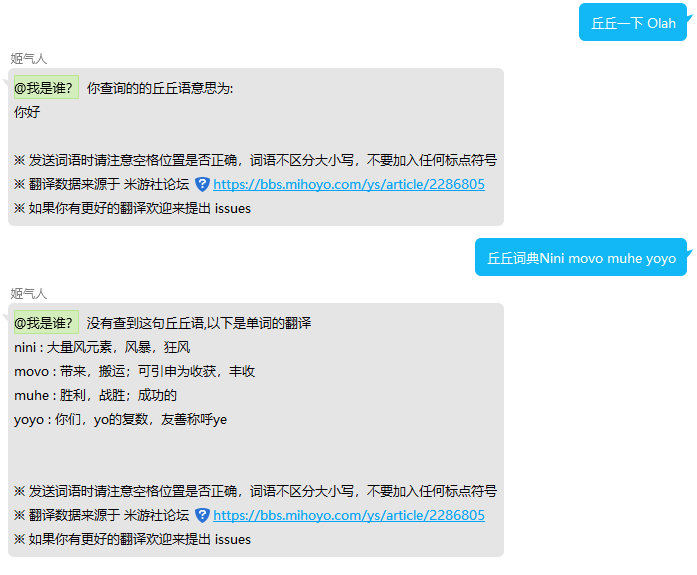 丘丘一下 Olah
姬气人
@我是谁? 你查询的的丘丘语意思为:
你好
※ 发送词语时请注意空格位置是否正确，词语不区分大小写，不要加入任何标点符号
※ 翻译数据来源于 米游社论坛 https://bbs.mihoyo.com/ys/article/2286805
※ 如果你有更好的翻译欢迎来提出 issues
丘丘词典Nini movo muhe yoyo
姬气人
@我是谁? 没有查到这句丘丘语,以下是单词的翻译
nini : 大量风元素，风暴，狂风
movo : 带来，搬运；可引申为收获，丰收
muhe : 胜利，战胜；成功的
yoyo : 你们，yo的复数，友善称呼ye
※ 发送词语时请注意空格位置是否正确，词语不区分大小写，不要加入任何标点符号
※ 翻译数据来源于 米游社论坛 https://bbs.mihoyo.com/ys/article/2286805
※ 如果你有更好的翻译欢迎来提出 issues